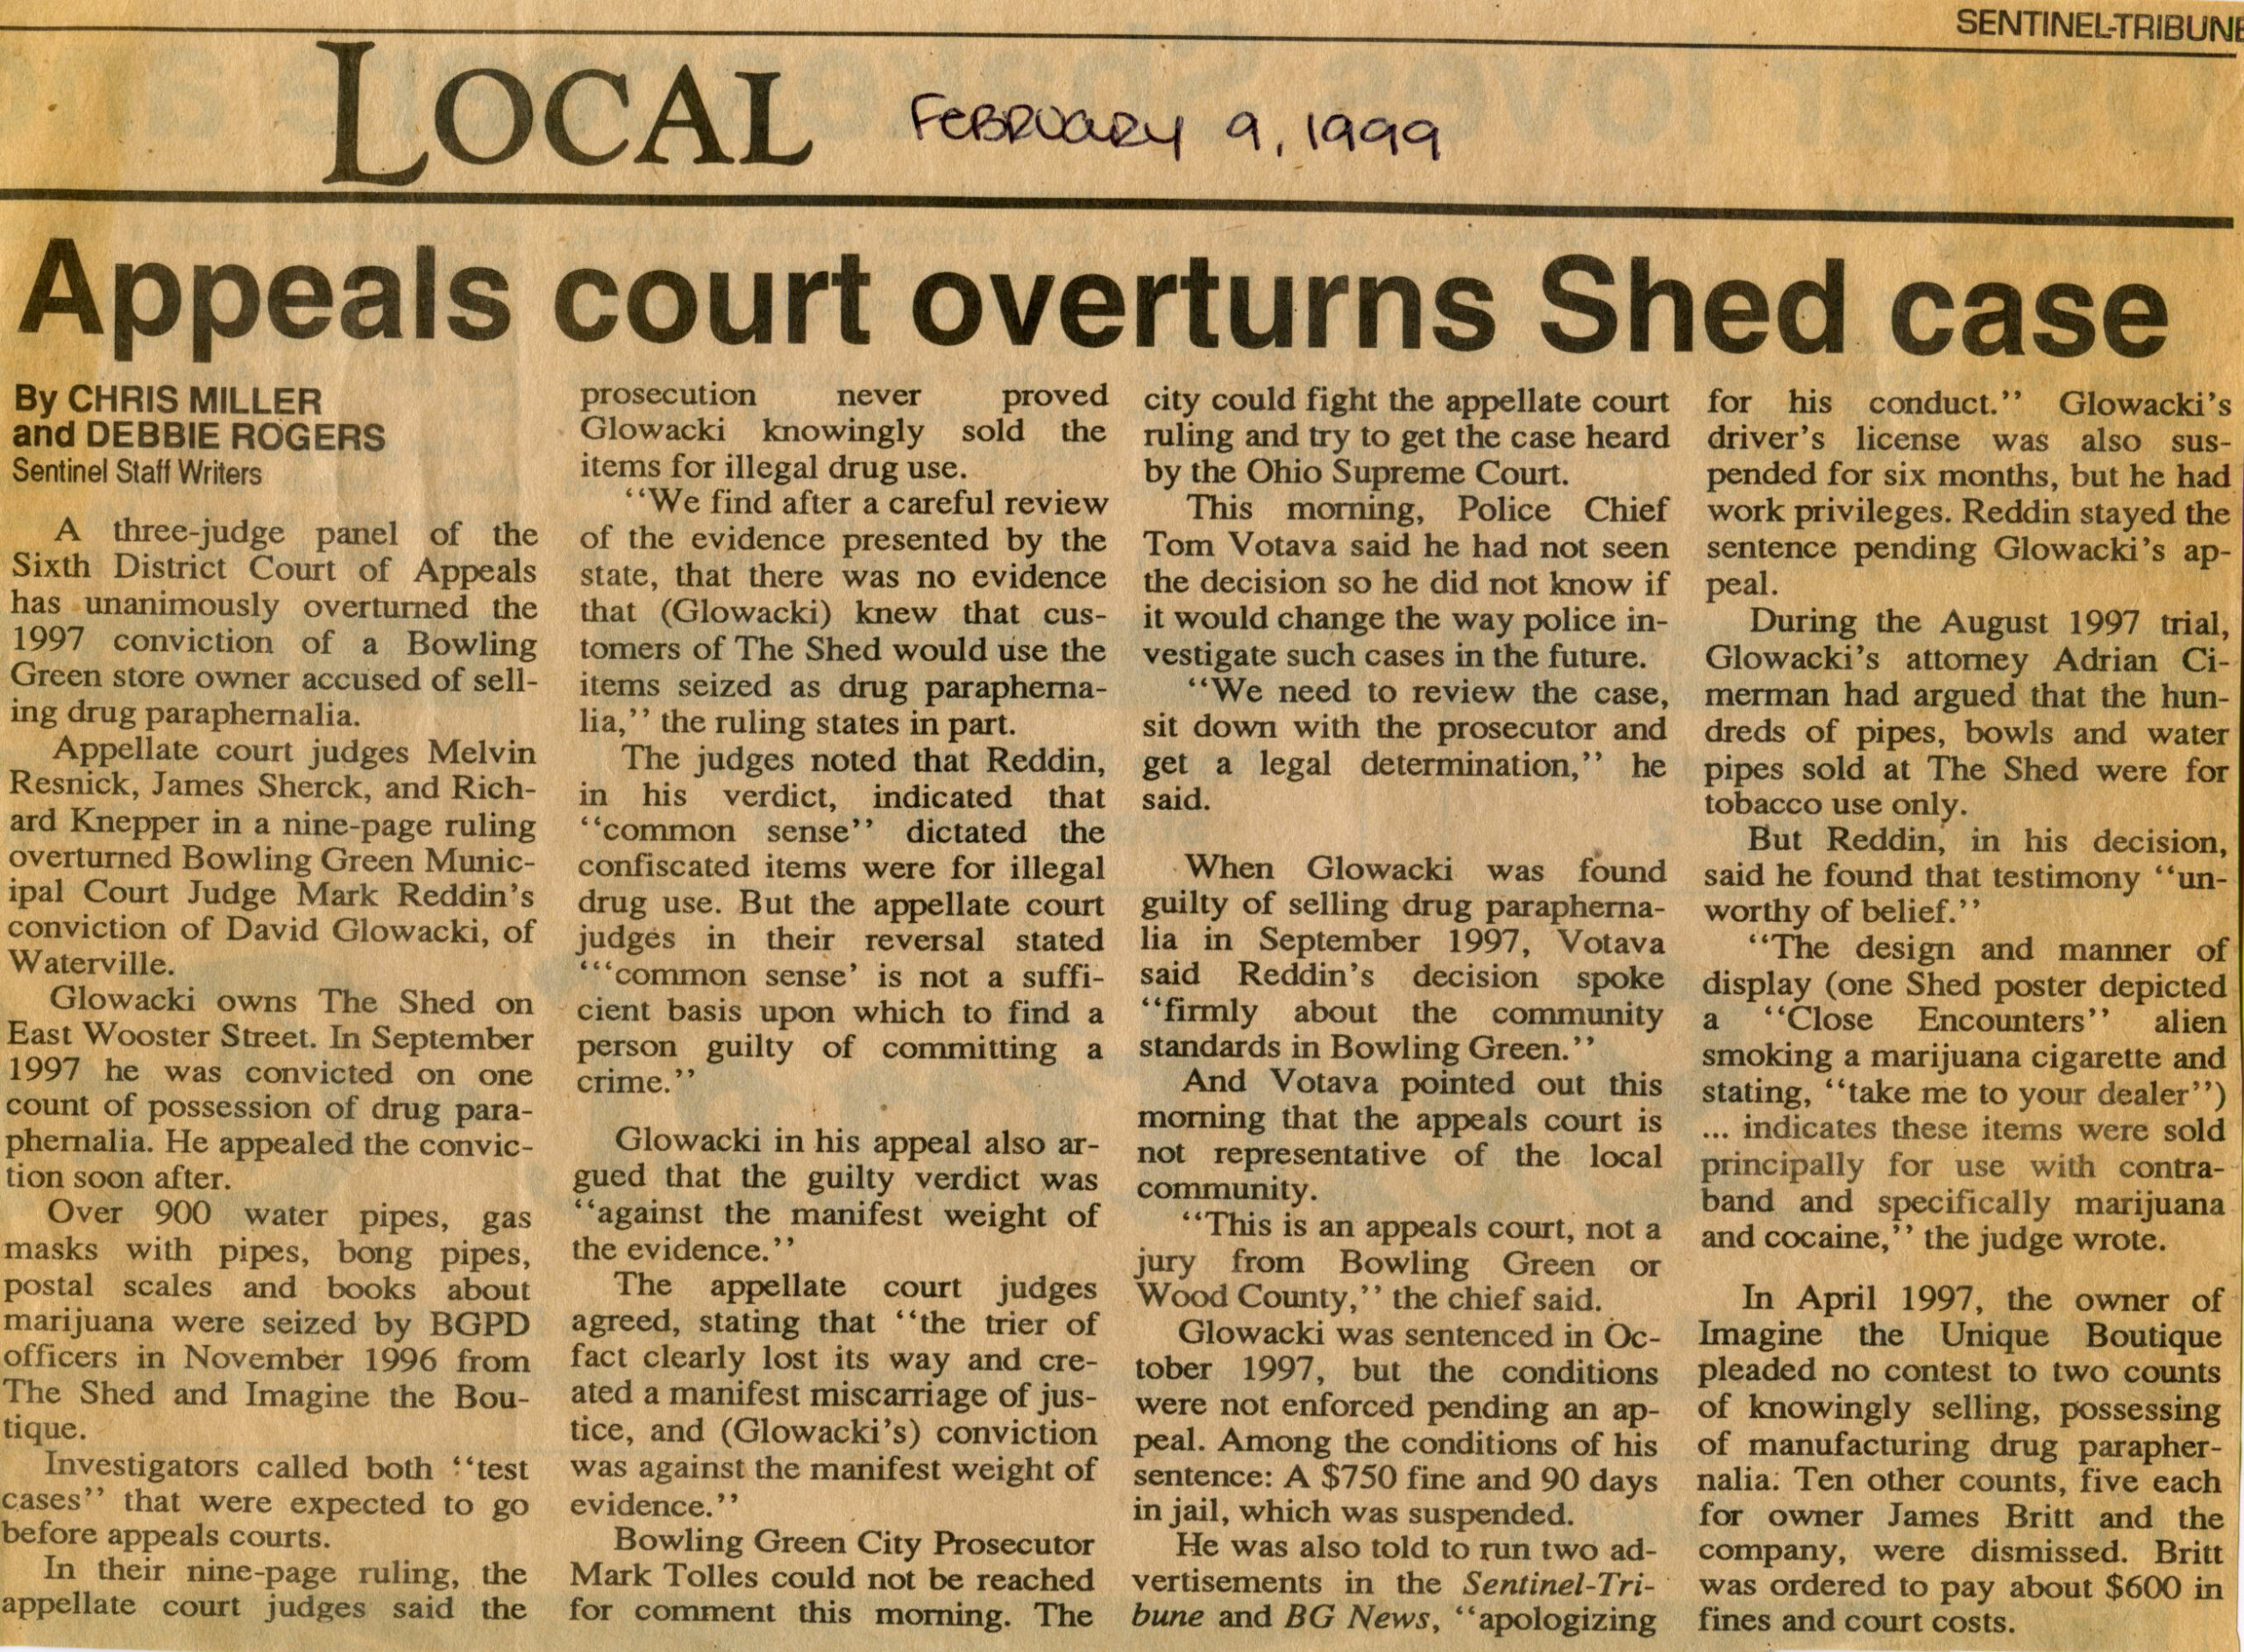 SENTINEL-TRIBUNE
LOCAL
FEBRUARY 9, 1999
Appeals court overturns Shed case
By CHRIS MILLER
and DEBBIE ROGERS
Sentinel Staff Writers
A three-judge panel of the
Sixth District Court of Appeals
has unanimously overturned the
1997 conviction of a Bowling
Green store owner accused of sell-
ing drug paraphernalia.
Appellate court judges Melvin
Resnick, James Sherck, and Rich-
ard Knepper in a nine-page ruling
overturned Bowling Green Munic-
ipal Court Judge Mark Reddin's
conviction of David Glowacki, of
Waterville.
Glowacki owns The Shed on
East Wooster Street. In September
1997 he was convicted on one
count of possession of drug para-
phernalia. He appealed the convic-
tion soon after.
Over 900 water pipes, gas
masks with pipes, bong pipes,
postal scales and books about
marijuana were seized by BGPD
officers in November 1996 from
The Shed and Imagine the Bou-
tique.
Investigators called both ‘‘test
cases’’ that were expected to go
before appeals courts.
In their nine-page ruling, the
appellate court judges said the
prosecution never proved
Glowacki knowingly sold the
items for illegal drug use.
‘‘We find after a careful review
of the evidence presented by the
state, that there was no evidence
that (Glowacki) knew that cus-
tomers of The Shed would use the
items seized as drug parapherna-
lia,’’ the ruling states in part.
The judges noted that Reddin,
in his verdict, indicated that
‘‘common sense’’ dictated the
confiscated items were for illegal
drug use. But the appellate court
judges in their reversal stated
‘‘‘common sense’ is not a suffi-
cient basis upon which to find a
person guilty of committing a
crime.’’
Glowacki in his appeal also ar-
gued that the guilty verdict was
‘‘against the manifest weight of
the evidence.’’
The appellate court judges
agreed, stating that ‘‘the trier of
fact clearly lost its way and cre-
ated a manifest miscarriage of jus-
tice, and (Glowacki’s) conviction
was against the manifest weight of
evidence.’’
Bowling Green City Prosecutor
Mark Tolles could not be reached
for comment this morning. The
city could fight the appellate court
ruling and try to get the case heard
by the Ohio Supreme Court.
This morning, Police Chief
Tom Votava said he had not seen
the decision so he did not know if
it would change the way police in-
vestigate such cases in the future.
‘‘We need to review the case,
sit down with the prosecutor and
get a legal determination,’’ he
said.
When Glowacki was found
guilty of selling drug parapherna-
lia in September 1997, Votava
said Reddin’s decision spoke
‘‘firmly about the community
standards in Bowling Green.’’
And Votava pointed out this
morning that the appeals court is
not representative of the local
community.
‘‘This is an appeals court, not a
jury from Bowling Green or
Wood County,’’ the chief said.
Glowacki was sentenced in Oc-
tober 1997, but the conditions
were not enforced pending an ap-
peal. Among the conditions of his
sentence: A $750 fine and 90 days
in jail, which was suspended.
He was also told to run two ad-
vertisements in the Sentinel-Tri-
bune and BG News, ‘‘apologizing
for his conduct.’’ Glowacki’s
driver’s license was also sus-
pended for six months, but he had
work privileges. Reddin stayed the
sentence pending Glowacki’s ap-
peal.
During the August 1997 trial,
Glowacki’s attorney Adrian Ci-
merman had argued that the hun-
dreds of pipes, bowls and water
pipes sold at The Shed were for
tobacco use only.
But Reddin, in his decision,
said he found that testimony ‘‘un-
worthy of belief.’’
‘‘The design and manner of
display (one Shed poster depicted
a ‘‘Close Encounters’’ alien
smoking a marijuana cigarette and
stating, ‘‘take me to your dealer’’)
... indicates these items were sold
principally for use with contra-
band and specifically marijuana
and cocaine,’’ the judge wrote.
In April 1997, the owner of
Imagine the Unique Boutique
pleaded no contest to two counts
of knowingly selling, possessing
of manufacturing drug parapher-
nalia. Ten other counts, five each
for owner James Britt and the
company, were dismissed. Britt
was ordered to pay about $600 in
fines and court costs.